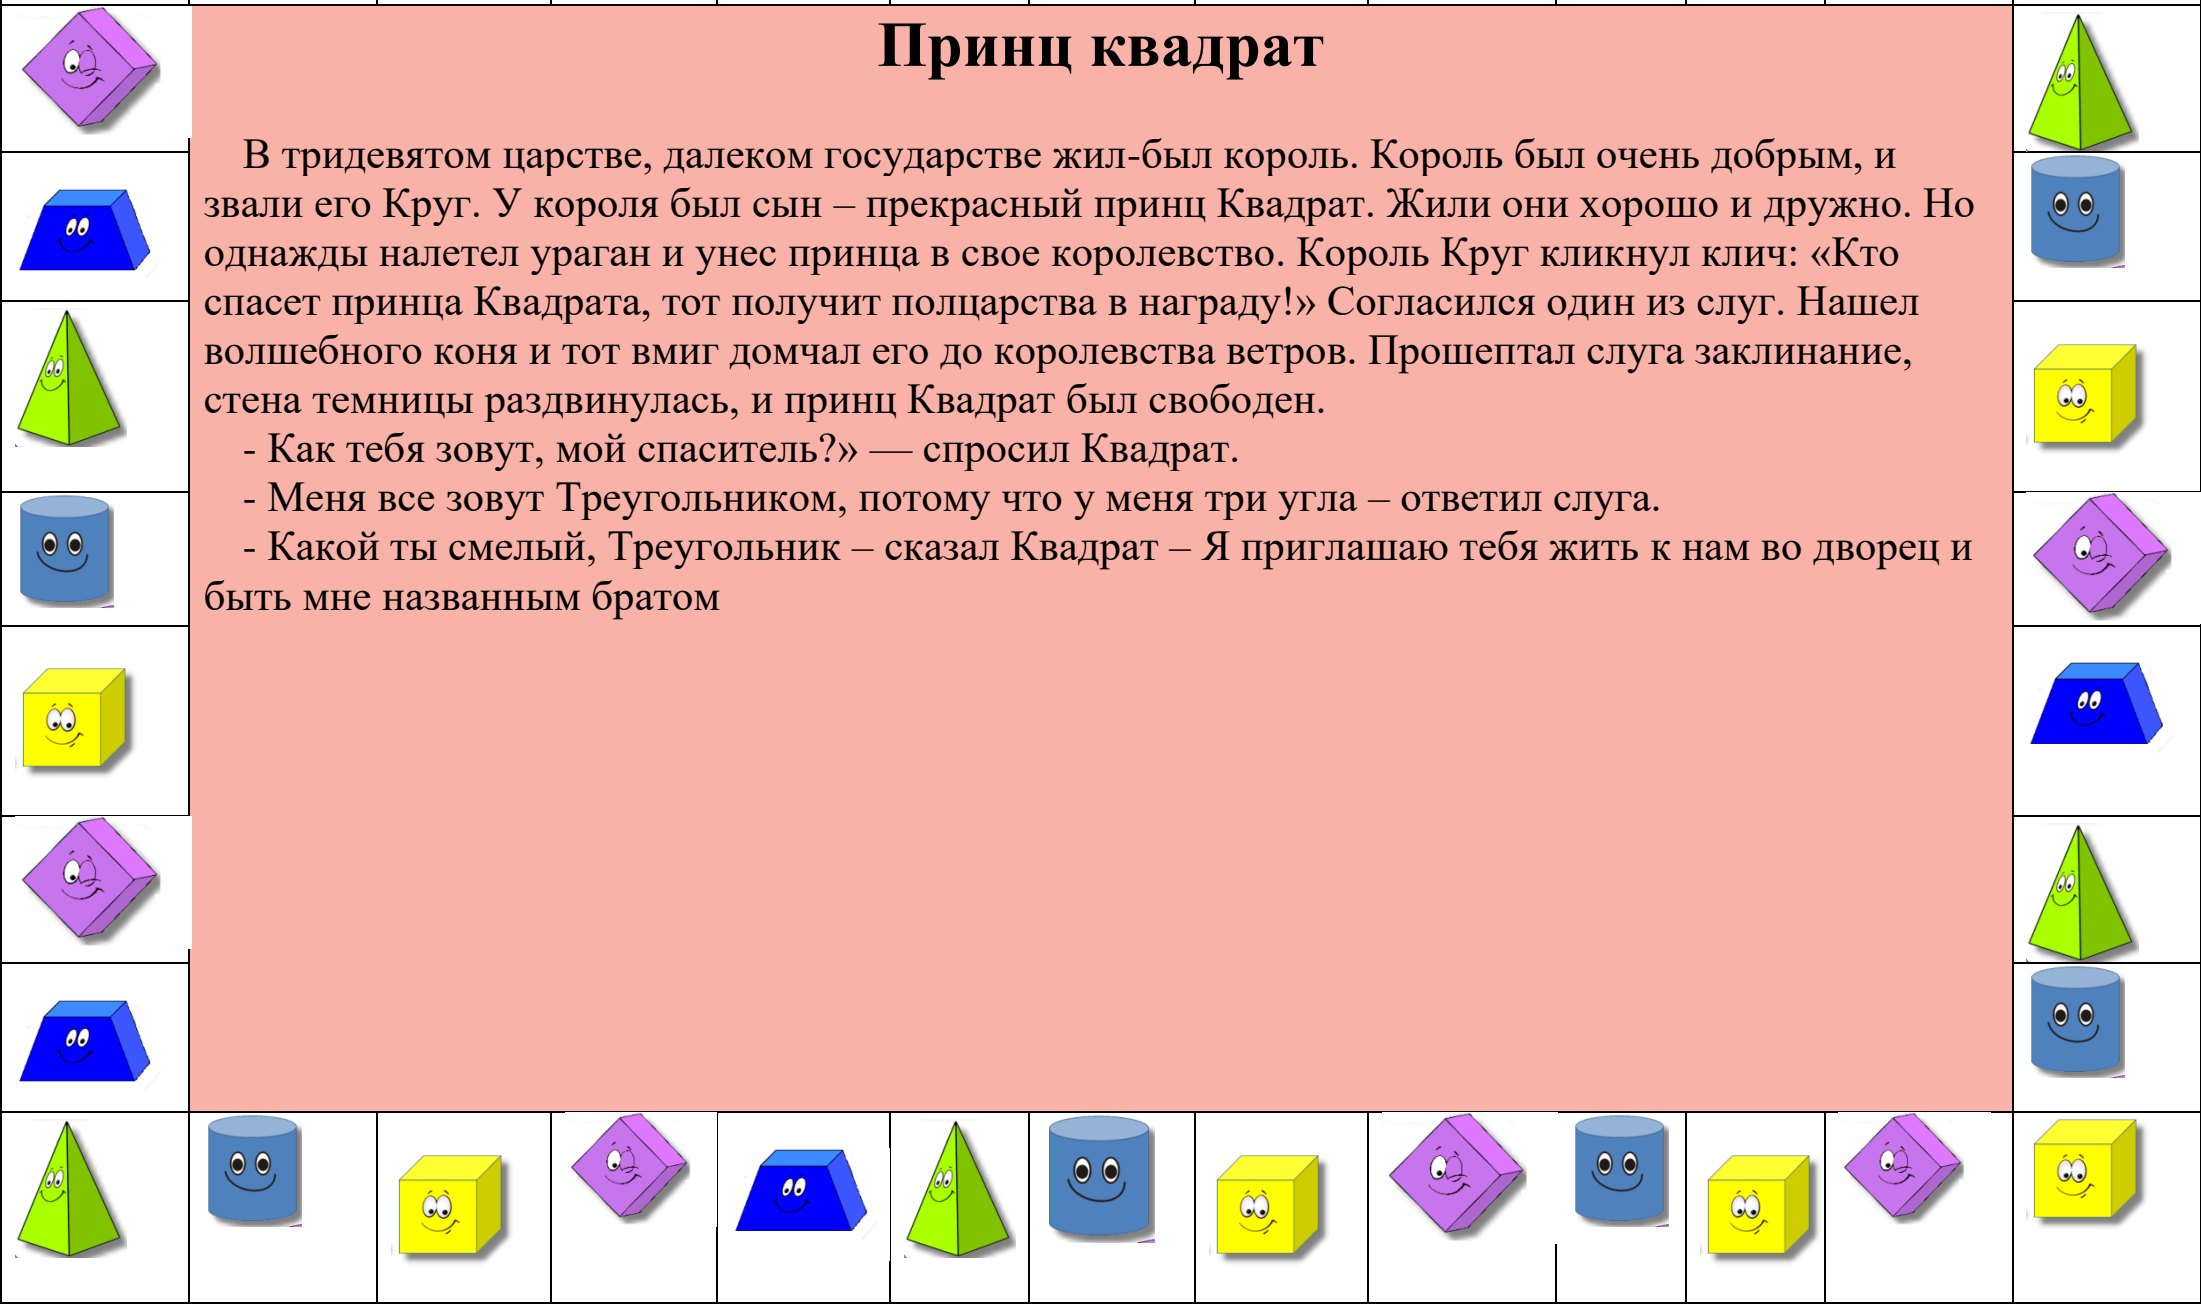 Принц квадрат
В тридевятом царстве, далеком государстве жил-был король. Король был очень добрым, и
звали его Круг. У короля был сын – прекрасный принц Квадрат. Жили они хорошо и дружно. Но
однажды налетел ураган и унес принца в свое королевство. Король Круг кликнул клич: «Кто
спасет принца Квадрата, тот получит полцарства в награду!» Согласился один из слуг. Нашел
волшебного коня и тот вмиг домчал его до королевства ветров. Прошептал слуга заклинание,
стена темницы раздвинулась, и принц Квадрат был свободен.
- Как тебя зовут, мой спаситель?» — спросил Квадрат.
- Меня все зовут Треугольником, потому что у меня три угла – ответил слуга.
- Какой ты смелый, Треугольник – сказал Квадрат – Я приглашаю тебя жить к нам во дворец и
быть мне названным братом